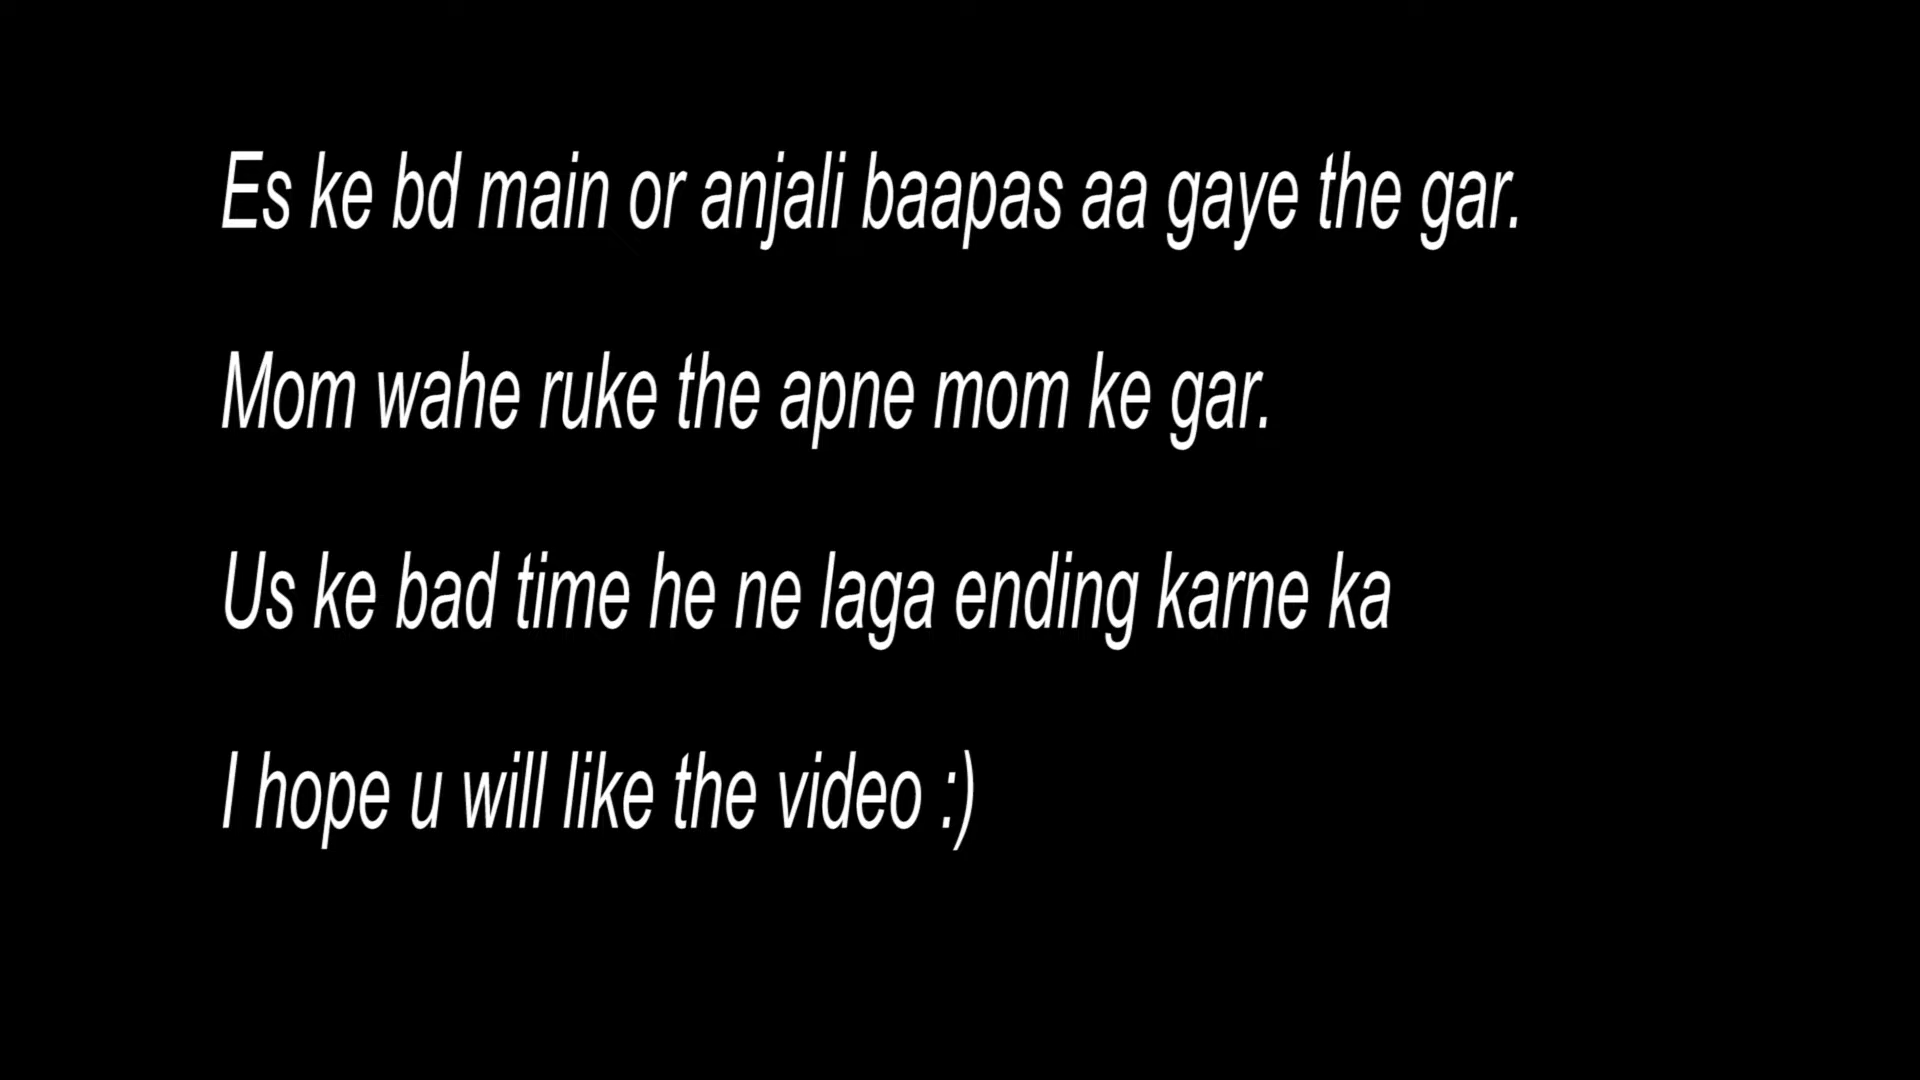 Es ke bd main or anjali baapas aa gaye the gar.
Mom wahe ruke the apne mom ke gar.
Us ke bad time he ne laga ending karne ka
I hope u will like the video :)